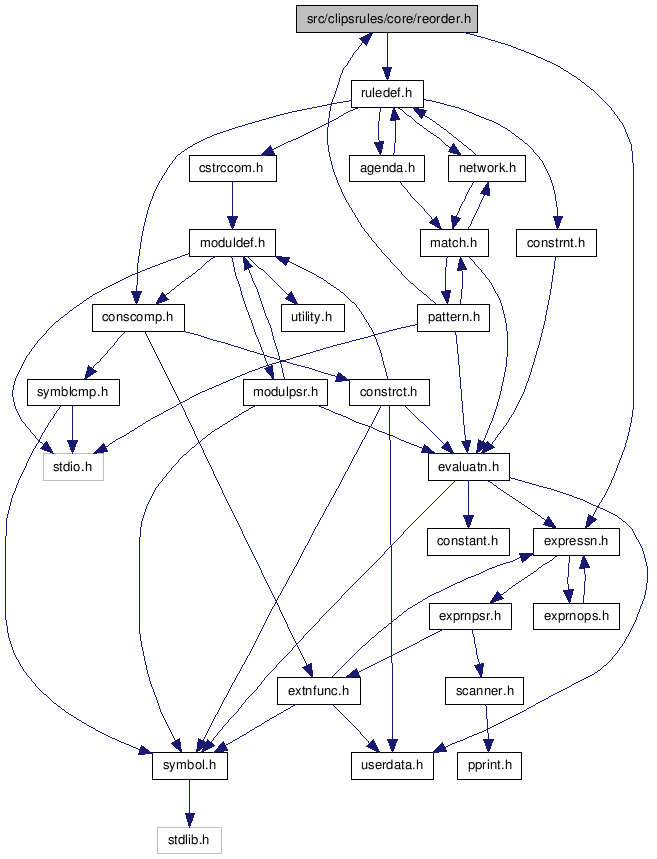 src/clipsrules/core/reorder.h
ruledef.h
cstrccom.h
agenda.h
network.h
moduldef.h
match.h
constrnt.h
conscomp.h
utility.h
pattern.h
symblcmp.h
modulpsr.h
constrct.h
stdio.h
evaluatn.h
constant.h
expressn.h
exprnpsr.h
exprnops.h
extnfunc.h
scanner.h
symbol.h
userdata.h
pprint.h
stdlib.h